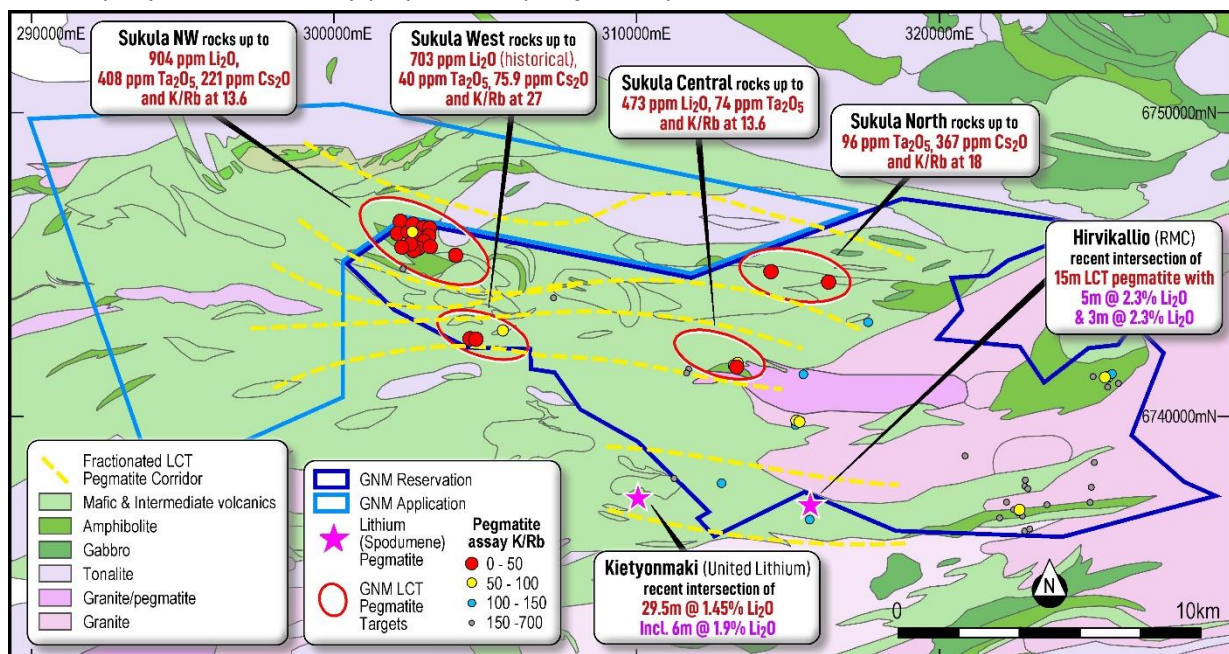 290000mE
300000mE
310000mE
320000mE
Sukula NW rocks up to
904 ppm Li₂O,
408 ppm Ta₂O₅, 221 ppm Cs₂O
and K/Rb at 13.6
Sukula West rocks up to
703 ppm Li₂O (historical),
40 ppm Ta₂O₅, 75.9 ppm Cs₂O
and K/Rb at 27
Sukula Central rocks up to
473 ppm Li₂O, 74 ppm Ta₂O₅
and K/Rb at 13.6
Sukula North rocks up to
96 ppm Ta₂O₅, 367 ppm Cs₂O
and K/Rb at 18
6750000mN
Hirvikallio (RMC)
recent intersection of
15m LCT pegmatite with
5m @ 2.3% Li₂O
& 3m @ 2.3% Li₂O
6740000mN
Fractionated LCT
Pegmatite Corridor
Mafic & Intermediate volcanics
Amphibolite
Gabbro
Tonalite
Granite/pegmatite
Granite
GNM Reservation
GNM Application
Lithium
(Spodumene)
Pegmatite
GNM LCT
Pegmatite
Targets
Pegmatite
assay K/Rb
0 - 50
50 - 100
100 - 150
150 -700
Kietyonmaki (United Lithium)
recent intersection of
29.5m @ 1.45% Li₂O
Incl. 6m @ 1.9% Li₂O
N
0
10km